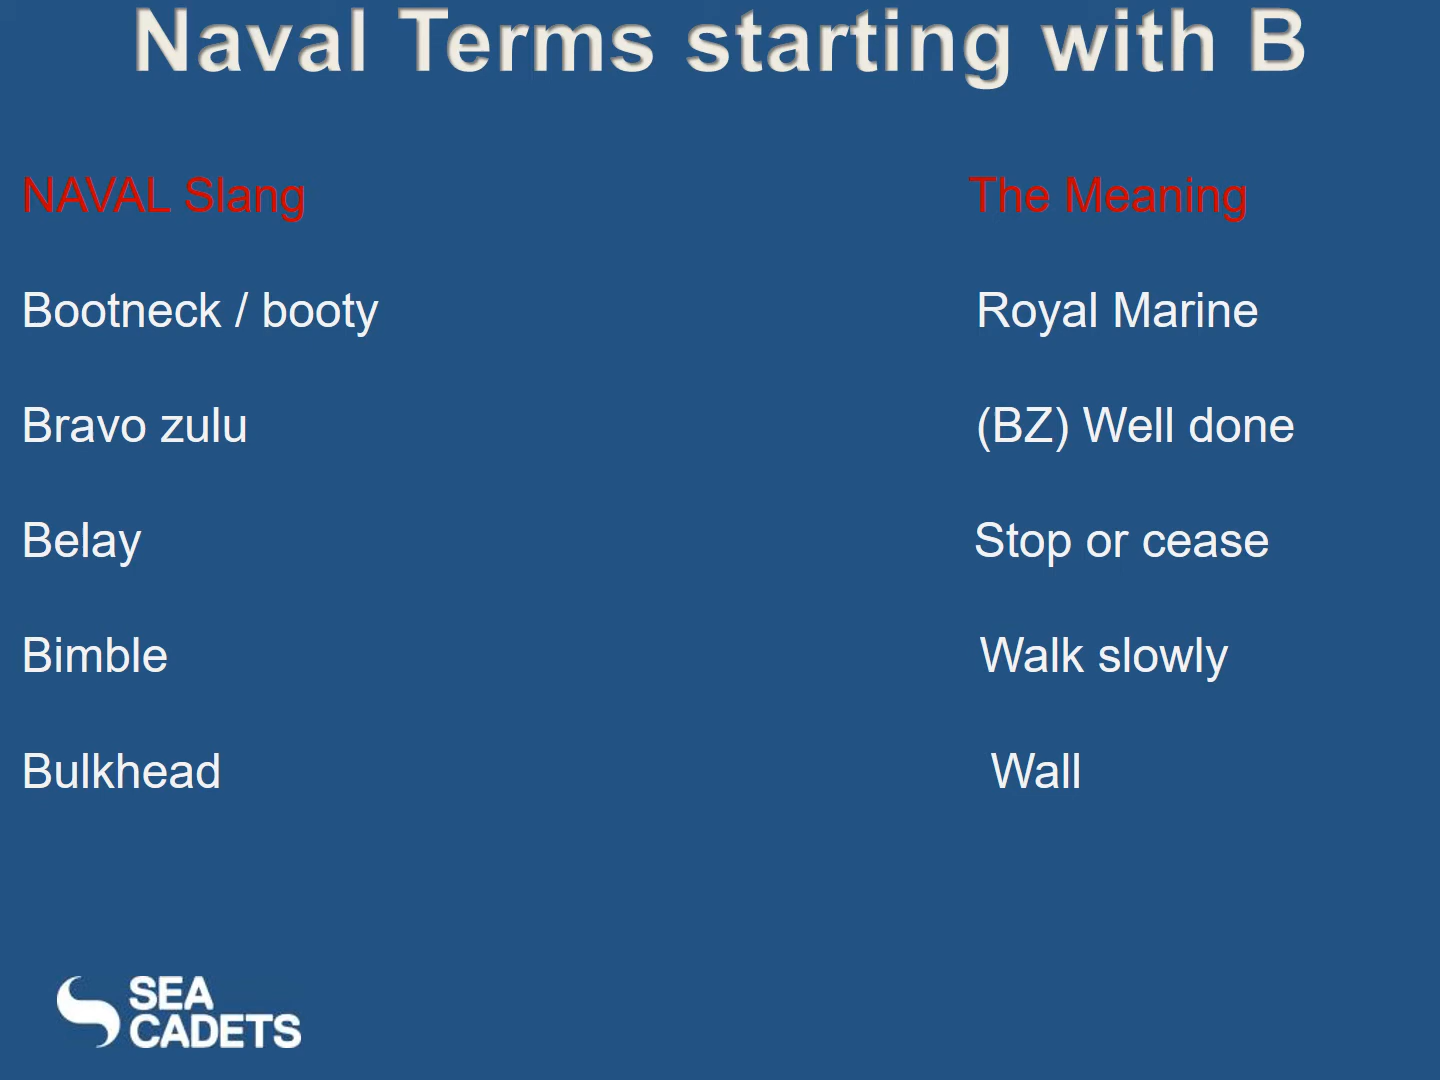 Naval Terms starting with B
NAVAL Slang The Meaning
Bootneck / booty Royal Marine
Bravo zulu (BZ) Well done
Belay Stop or cease
Bimble Walk slowly
Bulkhead Wall
SEA
CADETS